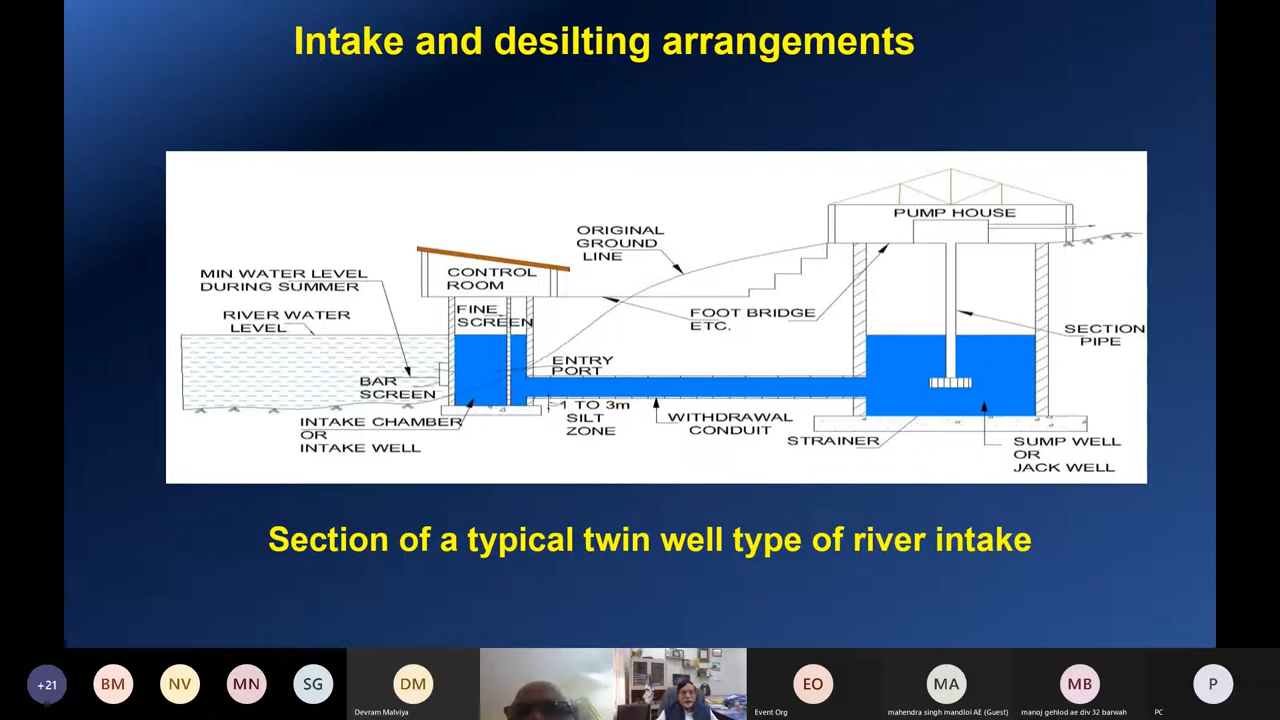 Intake and desilting arrangements
PUMP HOUSE
ORIGINAL
GROUND
LINE
CONTROL
ROOM
MIN WATER LEVEL
DURING SUMMER
FINE
SCREEN
RIVER WATER
LEVEL
FOOT BRIDGE
ETC.
SECTION
PIPE
ENTRY
PORT
BAR
SCREEN
1 TO 3m
SILT
ZONE
WITHDRAWAL
CONDUIT
INTAKE CHAMBER
OR
INTAKE WELL
STRAINER
SUMP WELL
OR
JACK WELL
Section of a typical twin well type of river intake
+21
BM
NV
MN
SG
DM
EO
MA
MB
P
Devram Malviya
Event Org
mahendra singh mandloi AE (Guest)
manoj gehlod ae div 32 barwah
PC